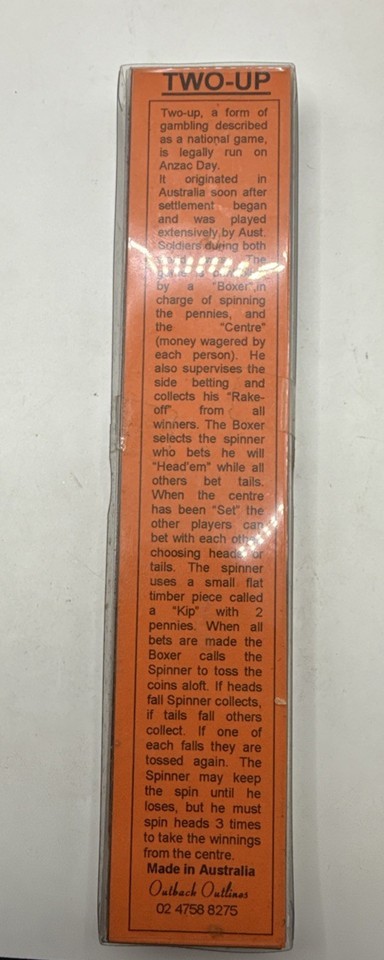 TWO-UP
Two-up, a form of
gambling described
as a national game,
is legally run on
Anzac Day.
It originated in
Australia soon after
settlement began
and was played
extensively by Aust.
Soldiers during both
The
game is
by a "Boxer",in
charge of spinning
the pennies, and
the "Centre"
(money wagered by
each person). He
also supervises the
side betting and
collects his "Rake-
off" from all
winners. The Boxer
selects the spinner
who bets he will
"Head'em" while all
others bet tails.
When the centre
has been "Set" the
other players can
bet with each other
choosing heads or
tails. The spinner
uses a small flat
timber piece called
a "Kip" with 2
pennies. When all
bets are made the
Boxer calls the
Spinner to toss the
coins aloft. If heads
fall Spinner collects,
if tails fall others
collect. If one of
each falls they are
tossed again. The
Spinner may keep
the spin until he
loses, but he must
spin heads 3 times
to take the winnings
from the centre.
Made in Australia
Outback Outlines
02 4758 8275